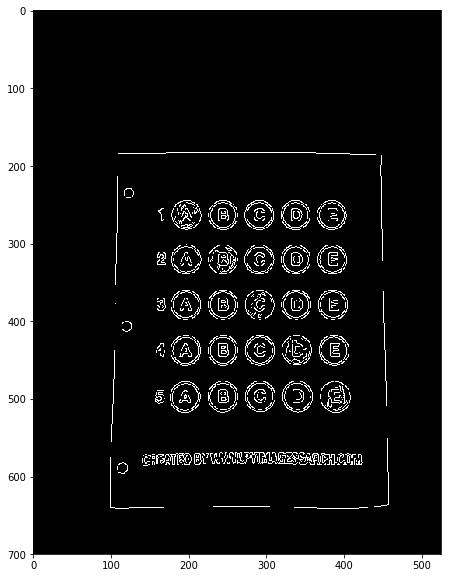 0
100
200
1 A B C D E
300
2 A B C D E
3 A B C D E
400
4 A B C E
500
5 A B C D E
CREATED BY WWW.PYIMAGESEARCH.COM
600
700
0 100 200 300 400 500